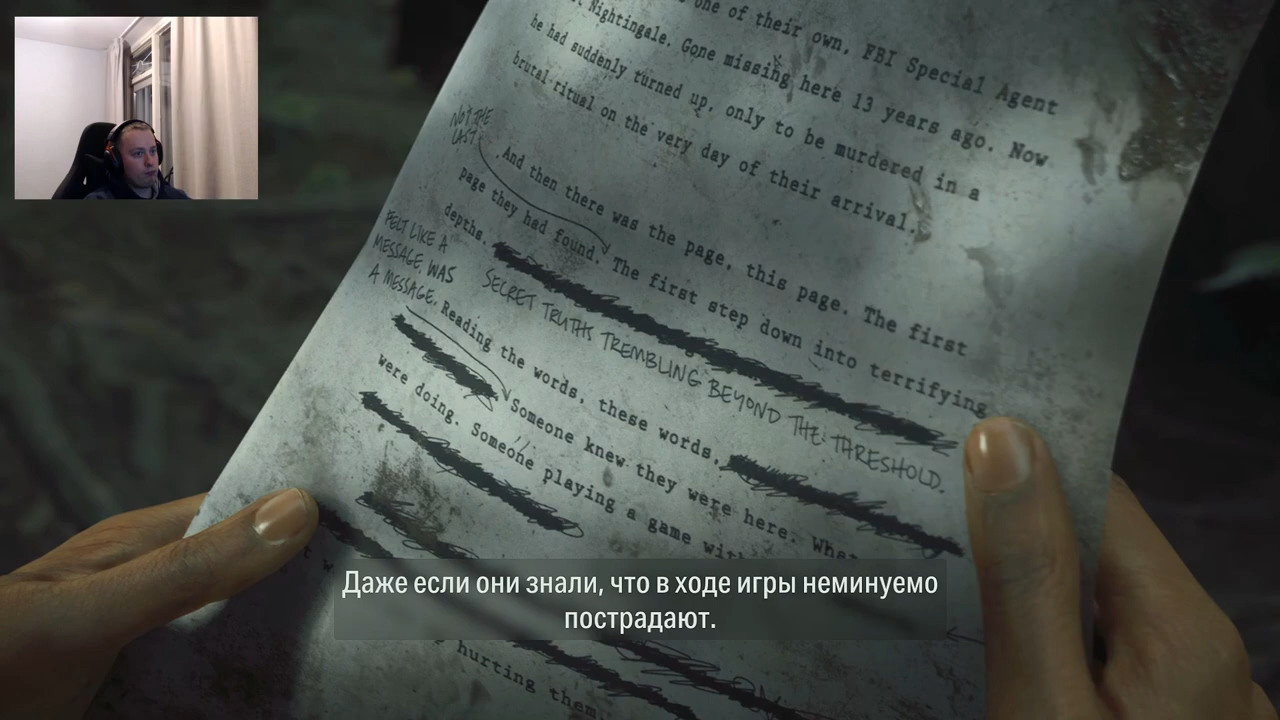 one of their own, FBI Special Agent
Nightingale. Gone missing here 13 years ago. Now
he had suddenly turned up, only to be murdered in a
brutal ritual on the very day of their arrival.
NOT THE
LAST
And then there was the page, this page. The first
page they had found. The first step down into terrifying
depths.
SECRET TRUTHS TREMBLING BEYOND THE THRESHOLD.
FELT LIKE A
MESSAGE. WAS
A MESSAGE.
Reading the words, these words,
Someone knew they were here. What
were doing. Someone playing a game with
hurting them
Даже если они знали, что в ходе игры неминуемо
пострадают.